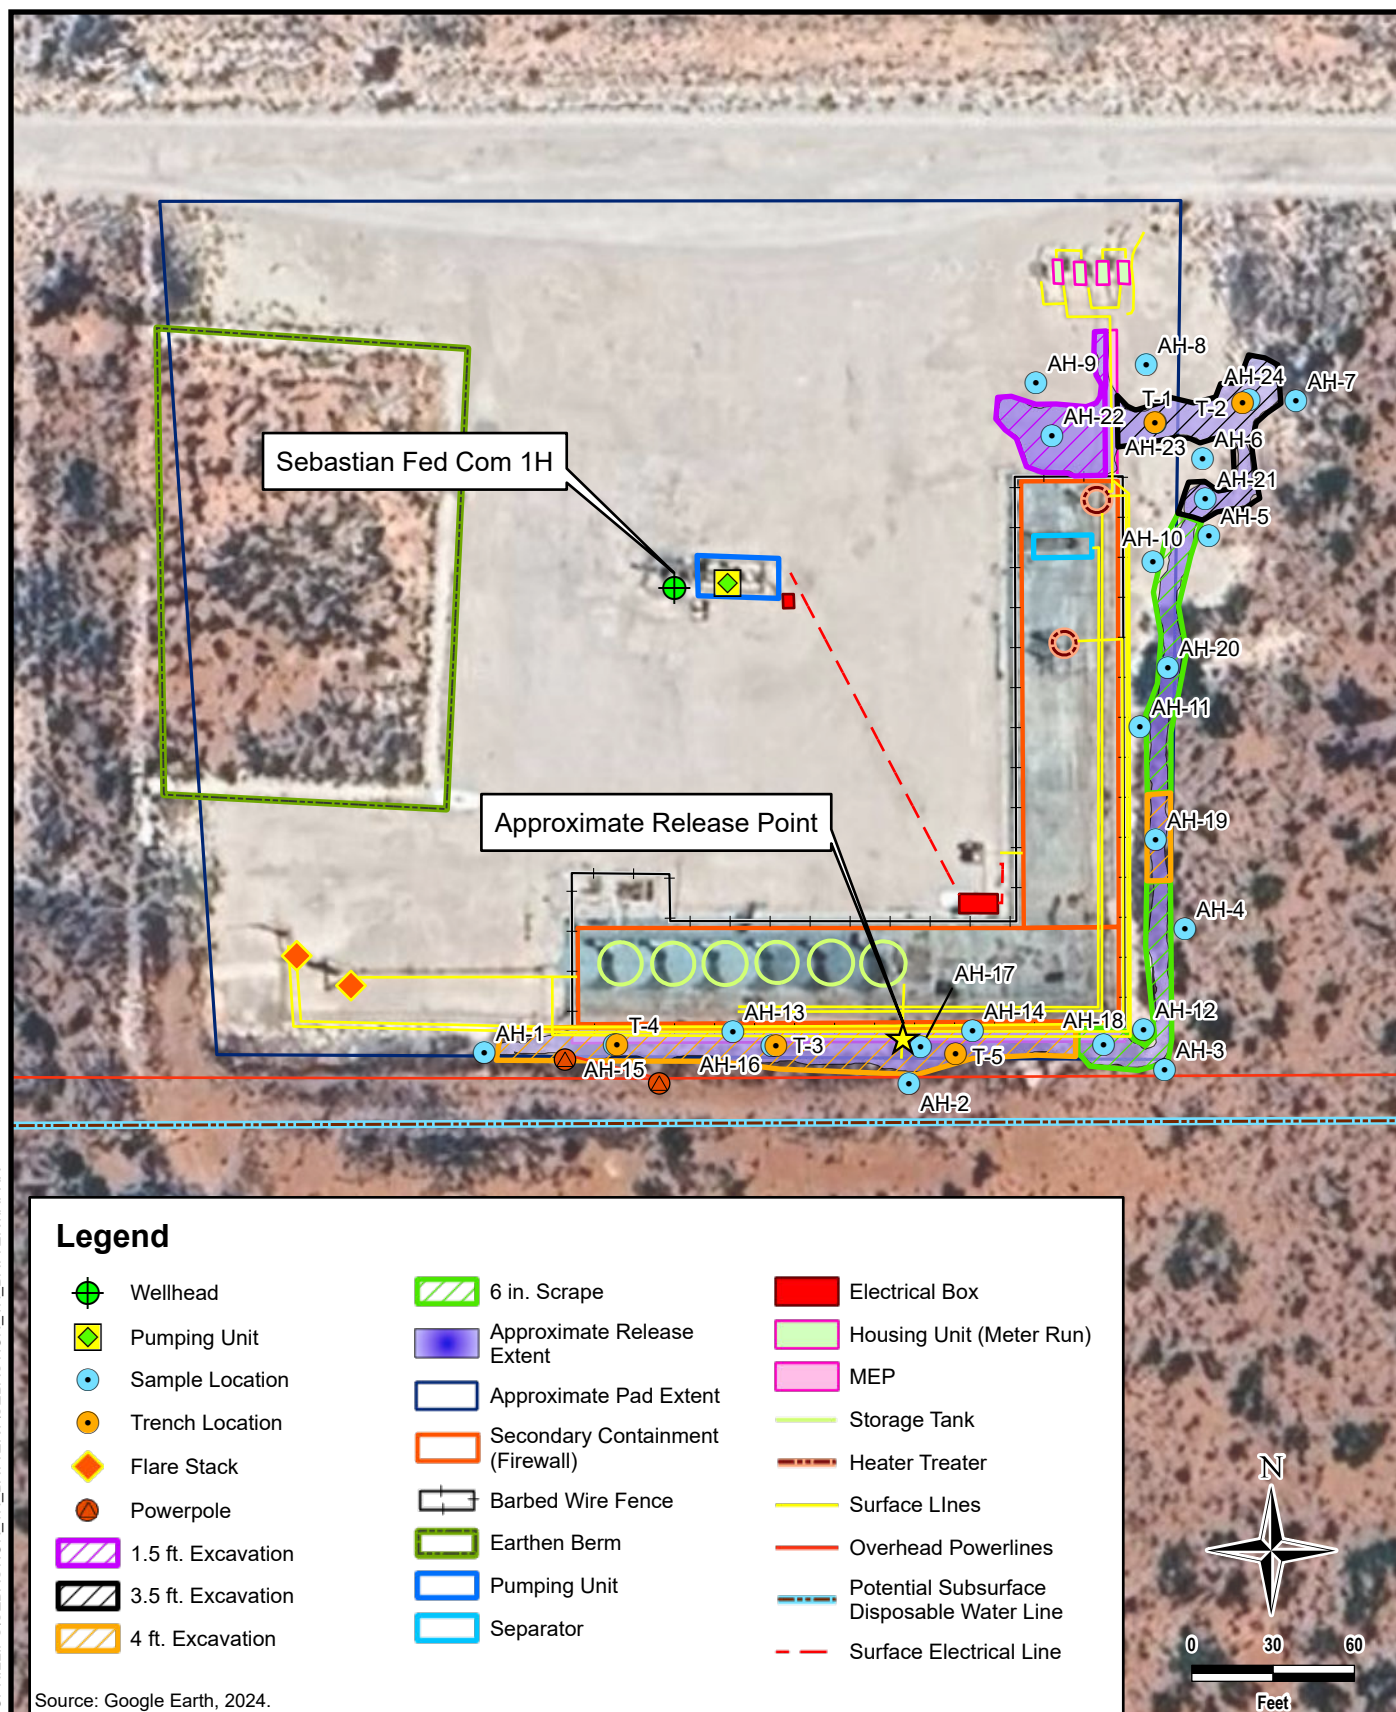 AH-8
AH-9
AH-24
AH-7
T-1
T-2
AH-22
AH-23
AH-6
Sebastian Fed Com 1H
AH-21
AH-5
AH-10
AH-20
AH-11
Approximate Release Point
AH-19
AH-4
AH-17
AH-13
AH-14
AH-12
AH-1
T-4
AH-18
T-3
T-5
AH-3
AH-15
AH-16
AH-2
Legend
Wellhead
Pumping Unit
Sample Location
Trench Location
Flare Stack
Powerpole
1.5 ft. Excavation
3.5 ft. Excavation
4 ft. Excavation
6 in. Scrape
Approximate Release
Extent
Approximate Pad Extent
Secondary Containment
(Firewall)
Barbed Wire Fence
Earthen Berm
Pumping Unit
Separator
Electrical Box
Housing Unit (Meter Run)
MEP
Storage Tank
Heater Treater
Surface LInes
Overhead Powerlines
Potential Subsurface
Disposable Water Line
Surface Electrical Line
N
0 30 60
Feet
Source: Google Earth, 2024.